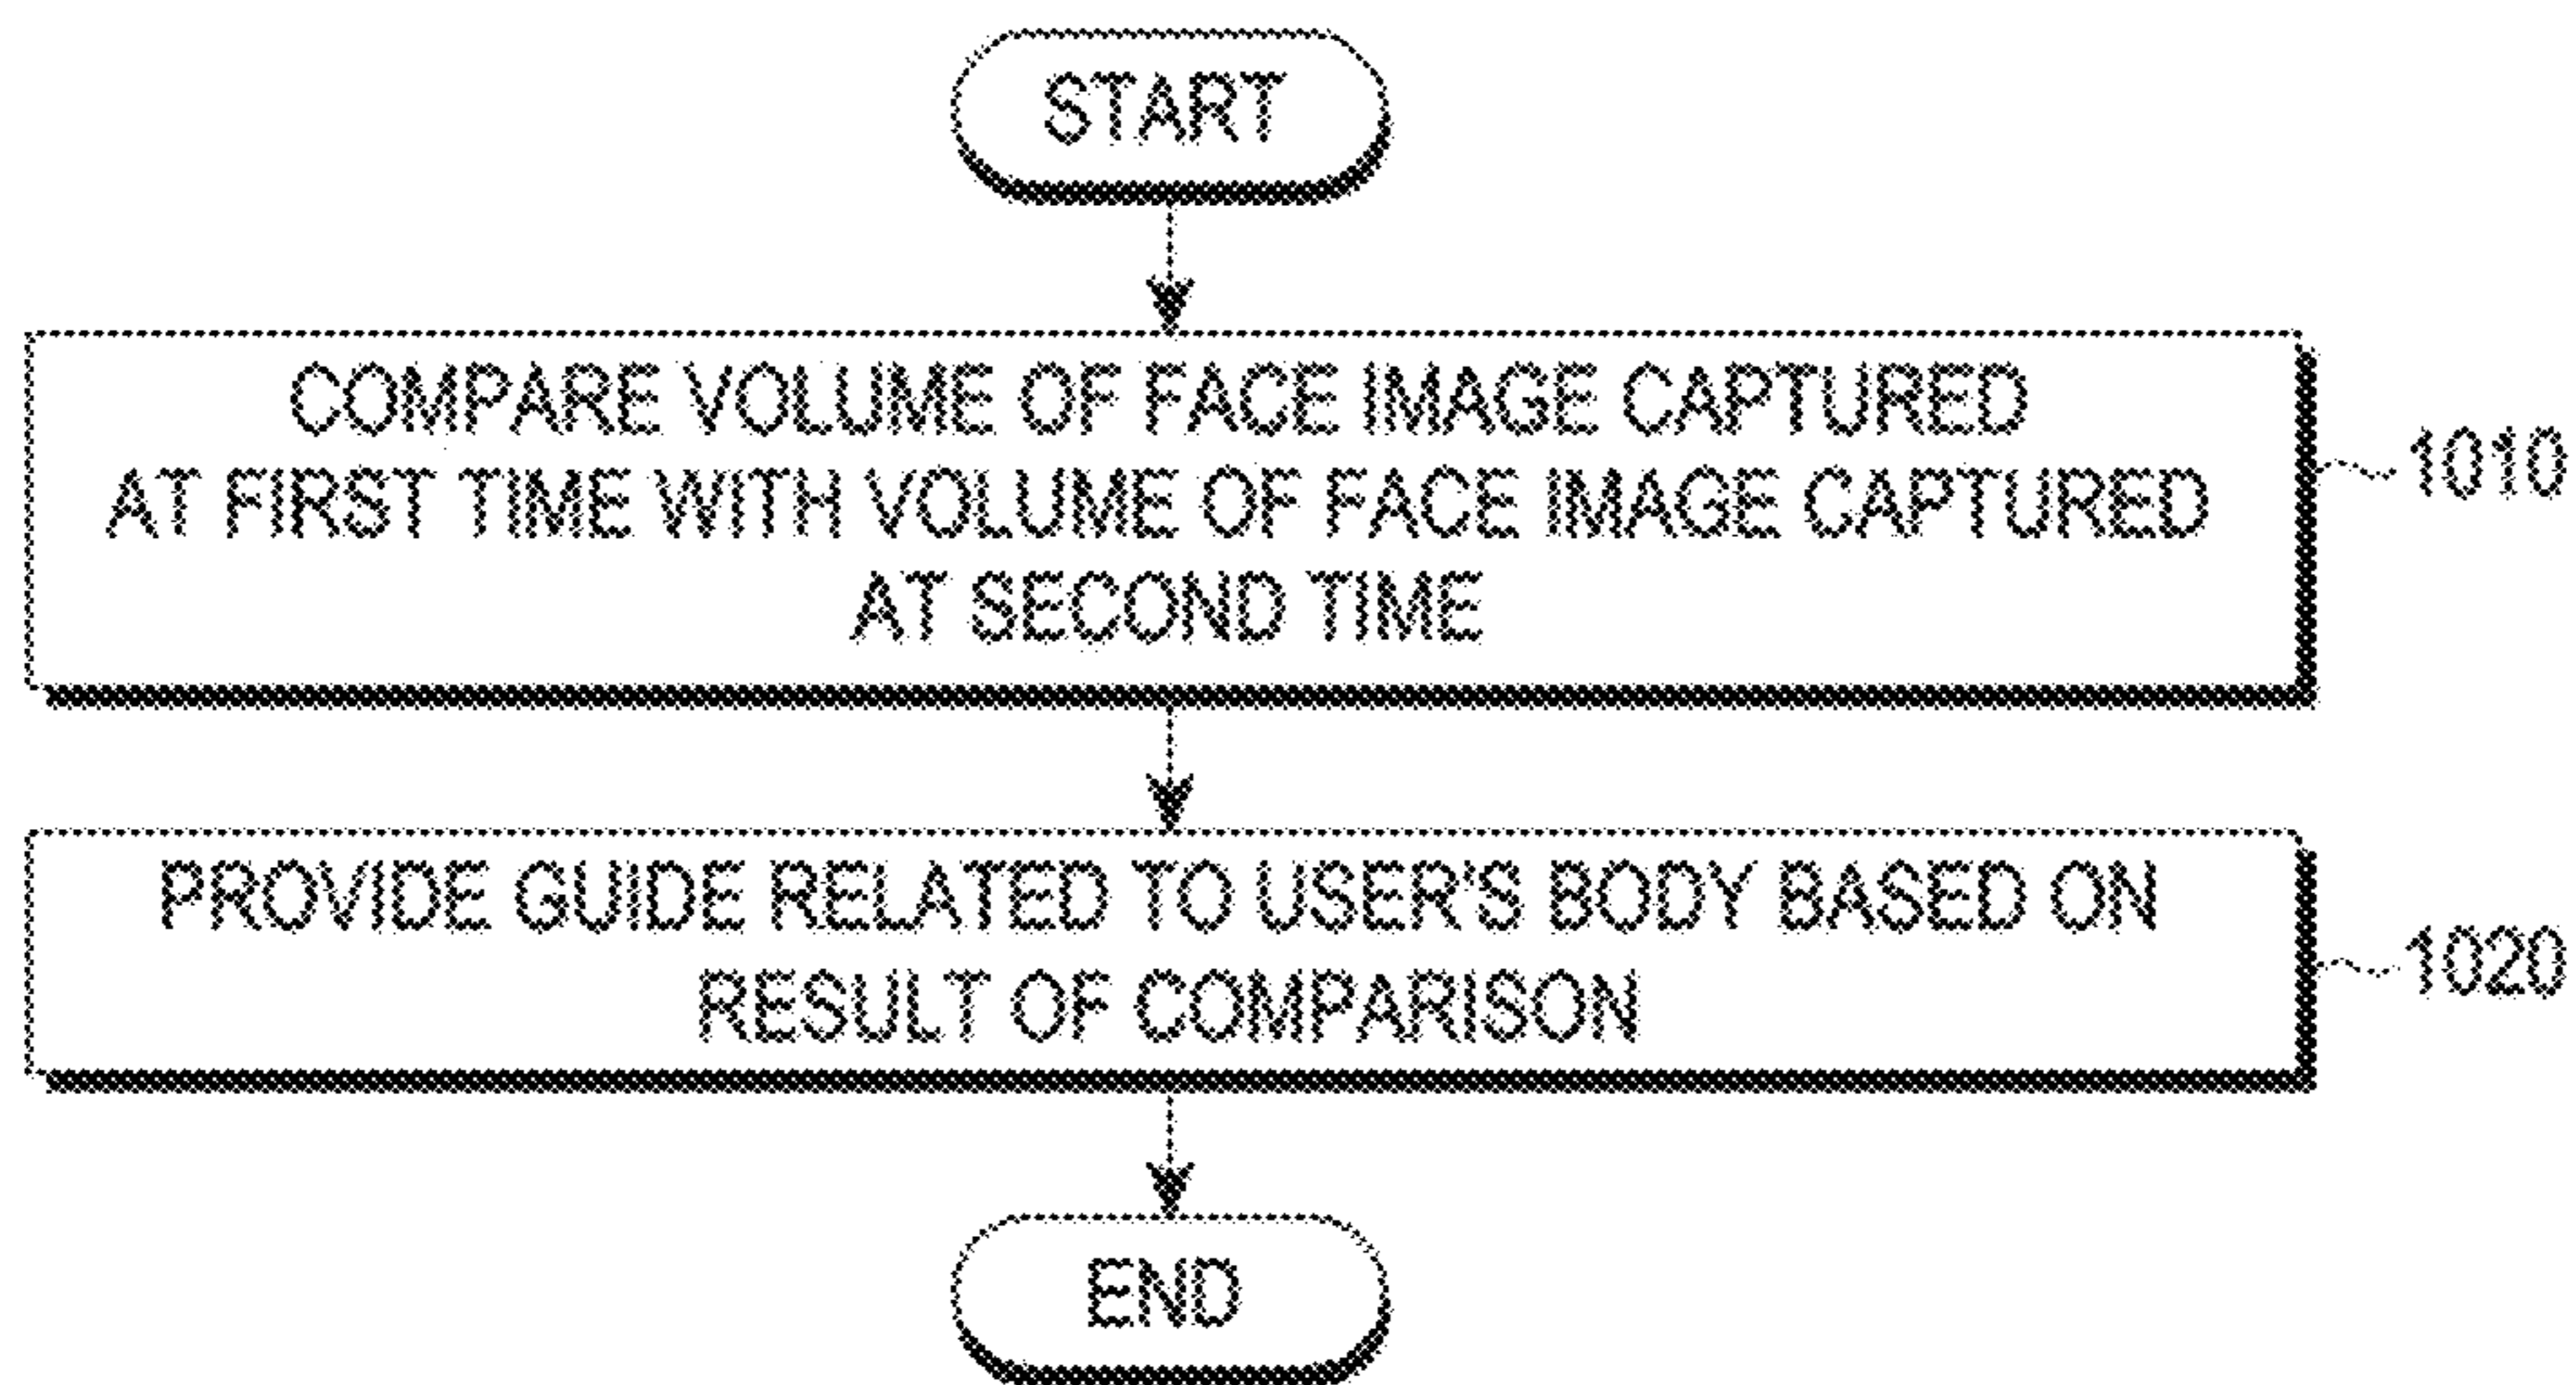 START
COMPARE VOLUME OF FACE IMAGE CAPTURED
AT FIRST TIME WITH VOLUME OF FACE IMAGE CAPTURED
AT SECOND TIME
1010
PROVIDE GUIDE RELATED TO USER'S BODY BASED ON
RESULT OF COMPARISON
1020
END